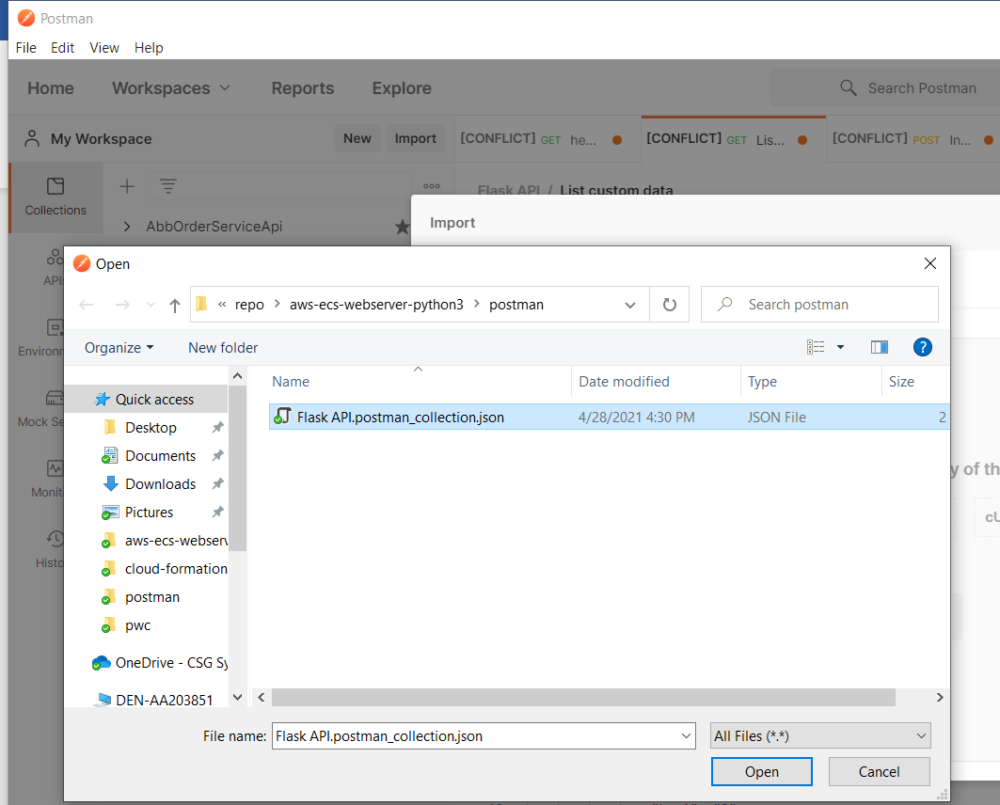 Postman
File Edit View Help
Home Workspaces Reports Explore Search Postman
My Workspace New Import [CONFLICT] GET he... [CONFLICT] GET Lis... [CONFLICT] POST In...
Collections
Flask API / List custom data
AbbOrderServiceApi
Import
Open
APIs
« repo > aws-ecs-webserver-python3 > postman Search postman
Environm
Organize New folder
Name Date modified Type Size
Quick access
Flask API.postman_collection.json 4/28/2021 4:30 PM JSON File 2
Mock Se
Desktop
Documents
Downloads
y of th
Monit
Pictures
cU
aws-ecs-webserv
Histo
cloud-formation
postman
pwc
OneDrive - CSG Sy
DEN-AA203851
File name: Flask API.postman_collection.json All Files (*.*)
Open Cancel